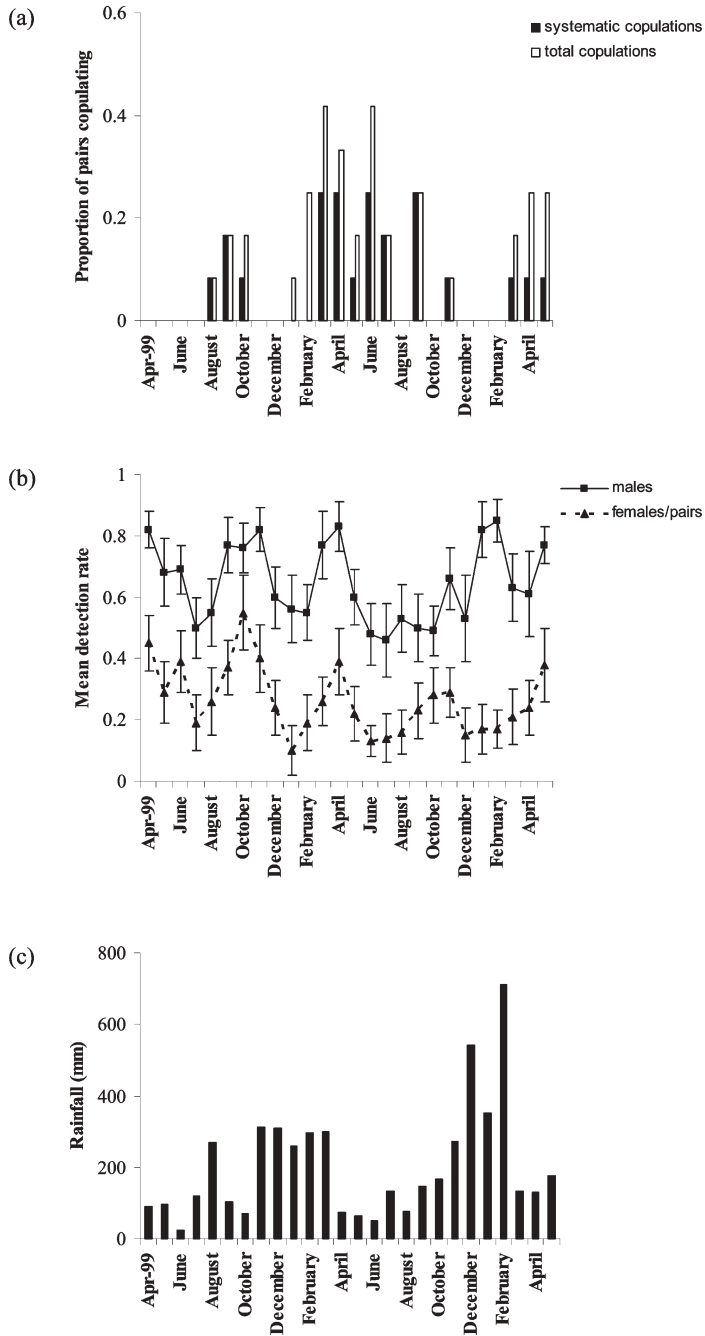 (a)
systematic copulations
total copulations
Proportion of pairs copulating
0.6
0.4
0.2
0
Apr-99
June
August
October
December
February
April
June
August
October
December
February
April
(b)
males
females/pairs
Mean detection rate
1
0.8
0.6
0.4
0.2
0
Apr-99
June
August
October
December
February
April
June
August
October
December
February
April
(c)
Rainfall (mm)
800
600
400
200
0
Apr-99
June
August
October
December
February
April
June
August
October
December
February
April